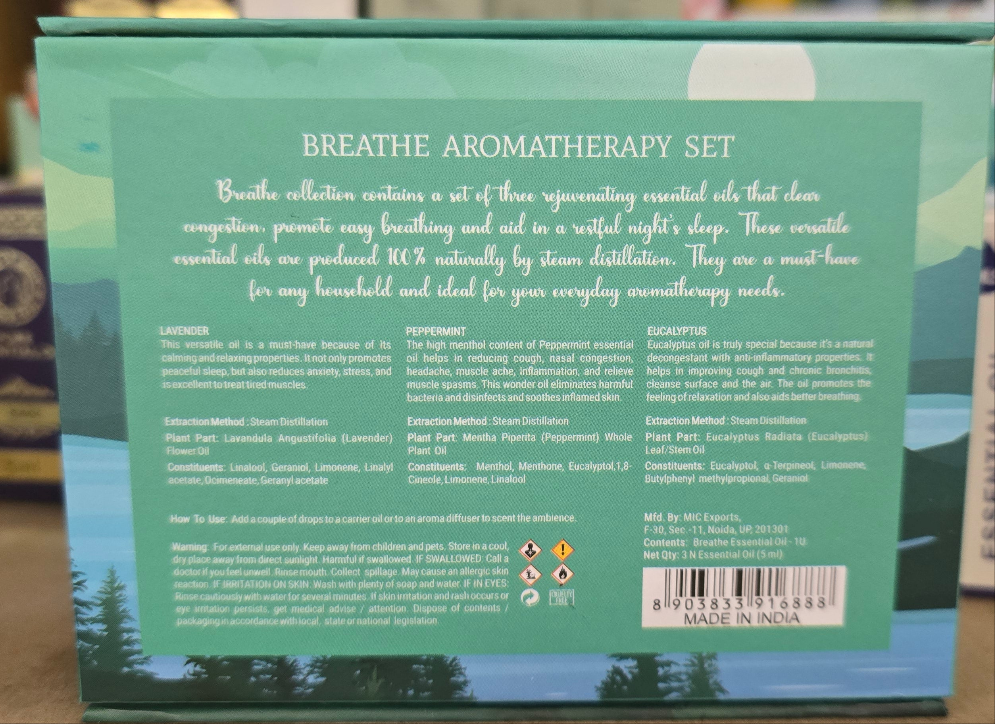 BREATHE AROMATHERAPY SET
Breathe collection contains a set of three rejuvenating essential oils that clear
congestion, promote easy breathing and aid in a restful night's sleep. These versatile
essential oils are produced 100% naturally by steam distillation. They are a must-have
for any household and ideal for your everyday aromatherapy needs.
LAVENDER
This versatile oil is a must-have because of its
calming and relaxing properties. It not only promotes
peaceful sleep, but also reduces anxiety, stress, and
is excellent to treat tired muscles.
Extraction Method : Steam Distillation
Plant Part: Lavandula Angustifolia (Lavender)
Flower Oil
Constituents: Linalool, Geraniol, Limonene, Linalyl
acetate, Ocimeneate, Geranyl acetate
PEPPERMINT
The high menthol content of Peppermint essential
oil helps in reducing cough, nasal congestion,
headache, muscle ache, inflammation, and relieve
muscle spasms. This wonder oil eliminates harmful
bacteria and disinfects and soothes inflamed skin.
Extraction Method : Steam Distillation
Plant Part: Mentha Piperita (Peppermint) Whole
Plant Oil
Constituents: Menthol, Menthone, Eucalyptol,1,8-
Cineole, Limonene, Linalool
EUCALYPTUS
Eucalyptus oil is truly special because it's a natural
decongestant with anti-inflammatory properties. It
helps in improving cough and chronic bronchitis,
cleanse surface and the air. The oil promotes the
feeling of relaxation and also aids better breathing.
Extraction Method : Steam Distillation
Plant Part: Eucalyptus Radiata (Eucalyptus)
Leaf/Stem Oil
Constituents: Eucalyptol, α-Terpineol, Limonene,
Butylphenyl methylpropional, Geraniol
How To Use: Add a couple of drops to a carrier oil or to an aroma diffuser to scent the ambience.
Warning: For external use only. Keep away from children and pets. Store in a cool,
dry place away from direct sunlight. Harmful if swallowed. IF SWALLOWED: Call a
doctor if you feel unwell. Rinse mouth. Collect spillage. May cause an allergic skin
reaction. IF IRRITATION ON SKIN: Wash with plenty of soap and water. IF IN EYES:
Rinse cautiously with water for several minutes. If skin irritation and rash occurs or
eye irritation persists, get medical advise / attention. Dispose of contents /
packaging in accordance with local, state or national legislation.
CRUELTY
FREE
Mfd. By: MIC Exports,
F-30, Sec.-11, Noida, UP, 201301
Contents: Breathe Essential Oil - 1U.
Net Qty: 3 N Essential Oil (5 ml)
8 903833 916888
MADE IN INDIA
ESSENTIAL